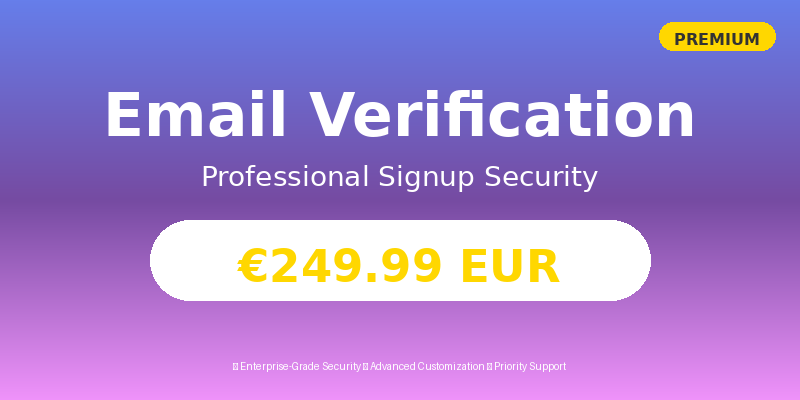 PREMIUM
Email Verification
Professional Signup Security
€249.99 EUR
Enterprise-Grade Security Advanced Customization Priority Support